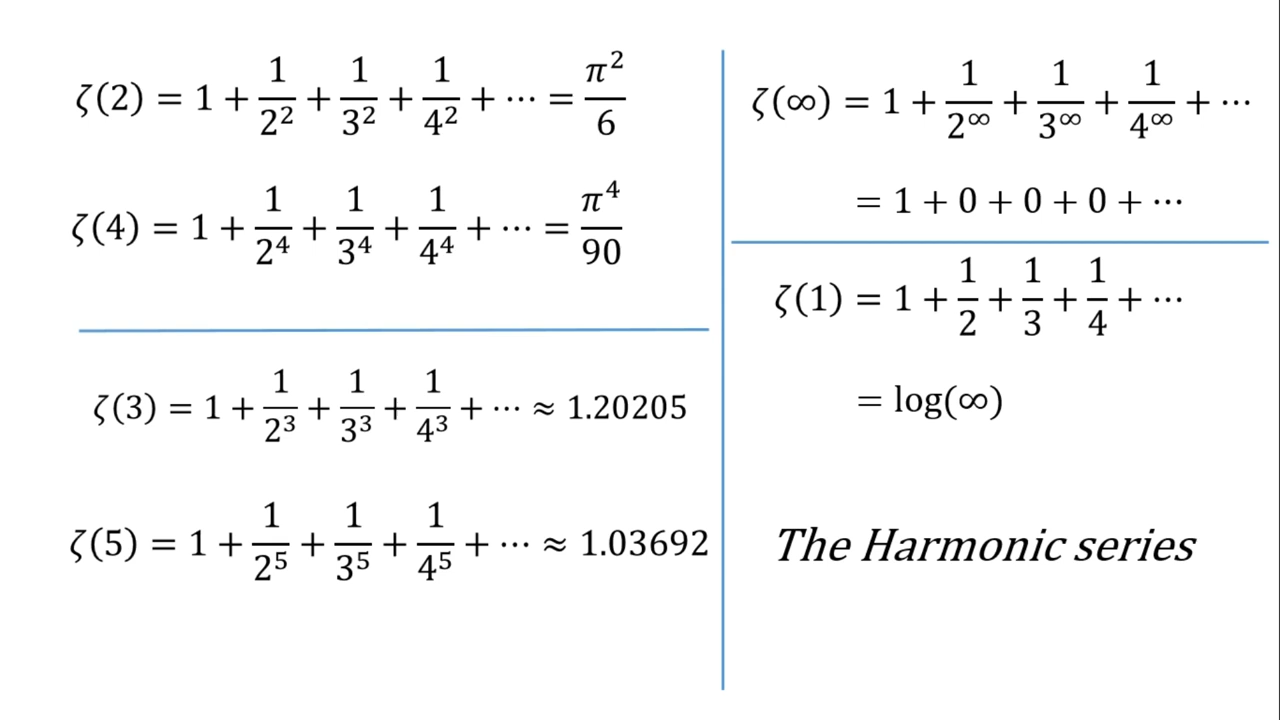 ζ(2) = 1 + 1/2² + 1/3² + 1/4² + ⋯ = π²/6
ζ(4) = 1 + 1/2⁴ + 1/3⁴ + 1/4⁴ + ⋯ = π⁴/90
ζ(3) = 1 + 1/2³ + 1/3³ + 1/4³ + ⋯ ≈ 1.20205
ζ(5) = 1 + 1/2⁵ + 1/3⁵ + 1/4⁵ + ⋯ ≈ 1.03692
ζ(∞) = 1 + 1/2^∞ + 1/3^∞ + 1/4^∞ + ⋯
= 1 + 0 + 0 + 0 + ⋯
ζ(1) = 1 + 1/2 + 1/3 + 1/4 + ⋯
= log(∞)
The Harmonic series